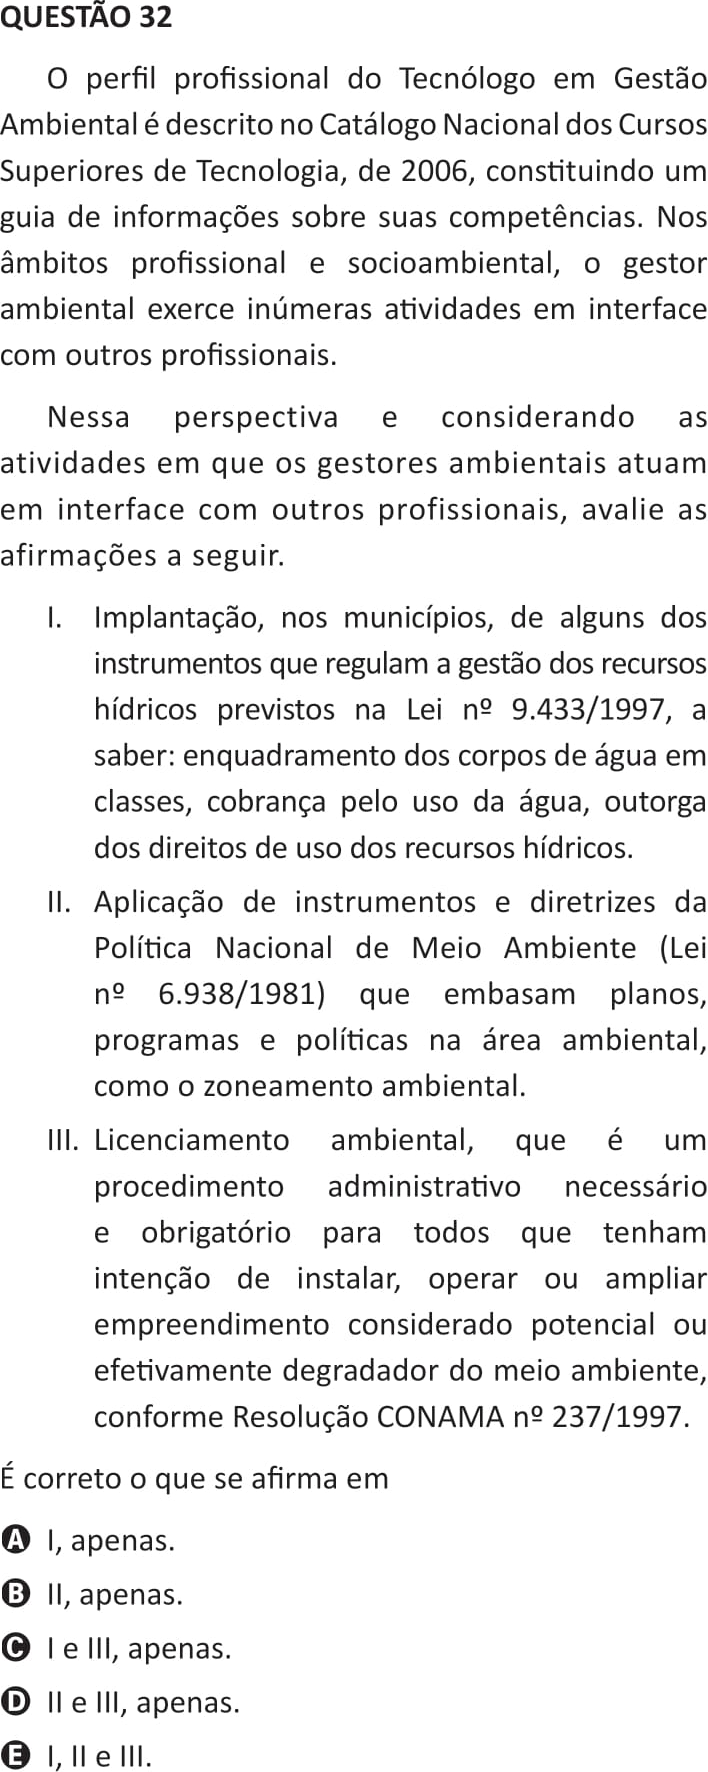 QUESTÃO 32
O perfil profissional do Tecnólogo em Gestão
Ambiental é descrito no Catálogo Nacional dos Cursos
Superiores de Tecnologia, de 2006, constituindo um
guia de informações sobre suas competências. Nos
âmbitos profissional e socioambiental, o gestor
ambiental exerce inúmeras atividades em interface
com outros profissionais.
Nessa perspectiva e considerando as
atividades em que os gestores ambientais atuam
em interface com outros profissionais, avalie as
afirmações a seguir.
I. Implantação, nos municípios, de alguns dos
instrumentos que regulam a gestão dos recursos
hídricos previstos na Lei nº 9.433/1997, a
saber: enquadramento dos corpos de água em
classes, cobrança pelo uso da água, outorga
dos direitos de uso dos recursos hídricos.
II. Aplicação de instrumentos e diretrizes da
Política Nacional de Meio Ambiente (Lei
nº 6.938/1981) que embasam planos,
programas e políticas na área ambiental,
como o zoneamento ambiental.
III. Licenciamento ambiental, que é um
procedimento administrativo necessário
e obrigatório para todos que tenham
intenção de instalar, operar ou ampliar
empreendimento considerado potencial ou
efetivamente degradador do meio ambiente,
conforme Resolução CONAMA nº 237/1997.
É correto o que se afirma em
A I, apenas.
B II, apenas.
C I e III, apenas.
D II e III, apenas.
E I, II e III.